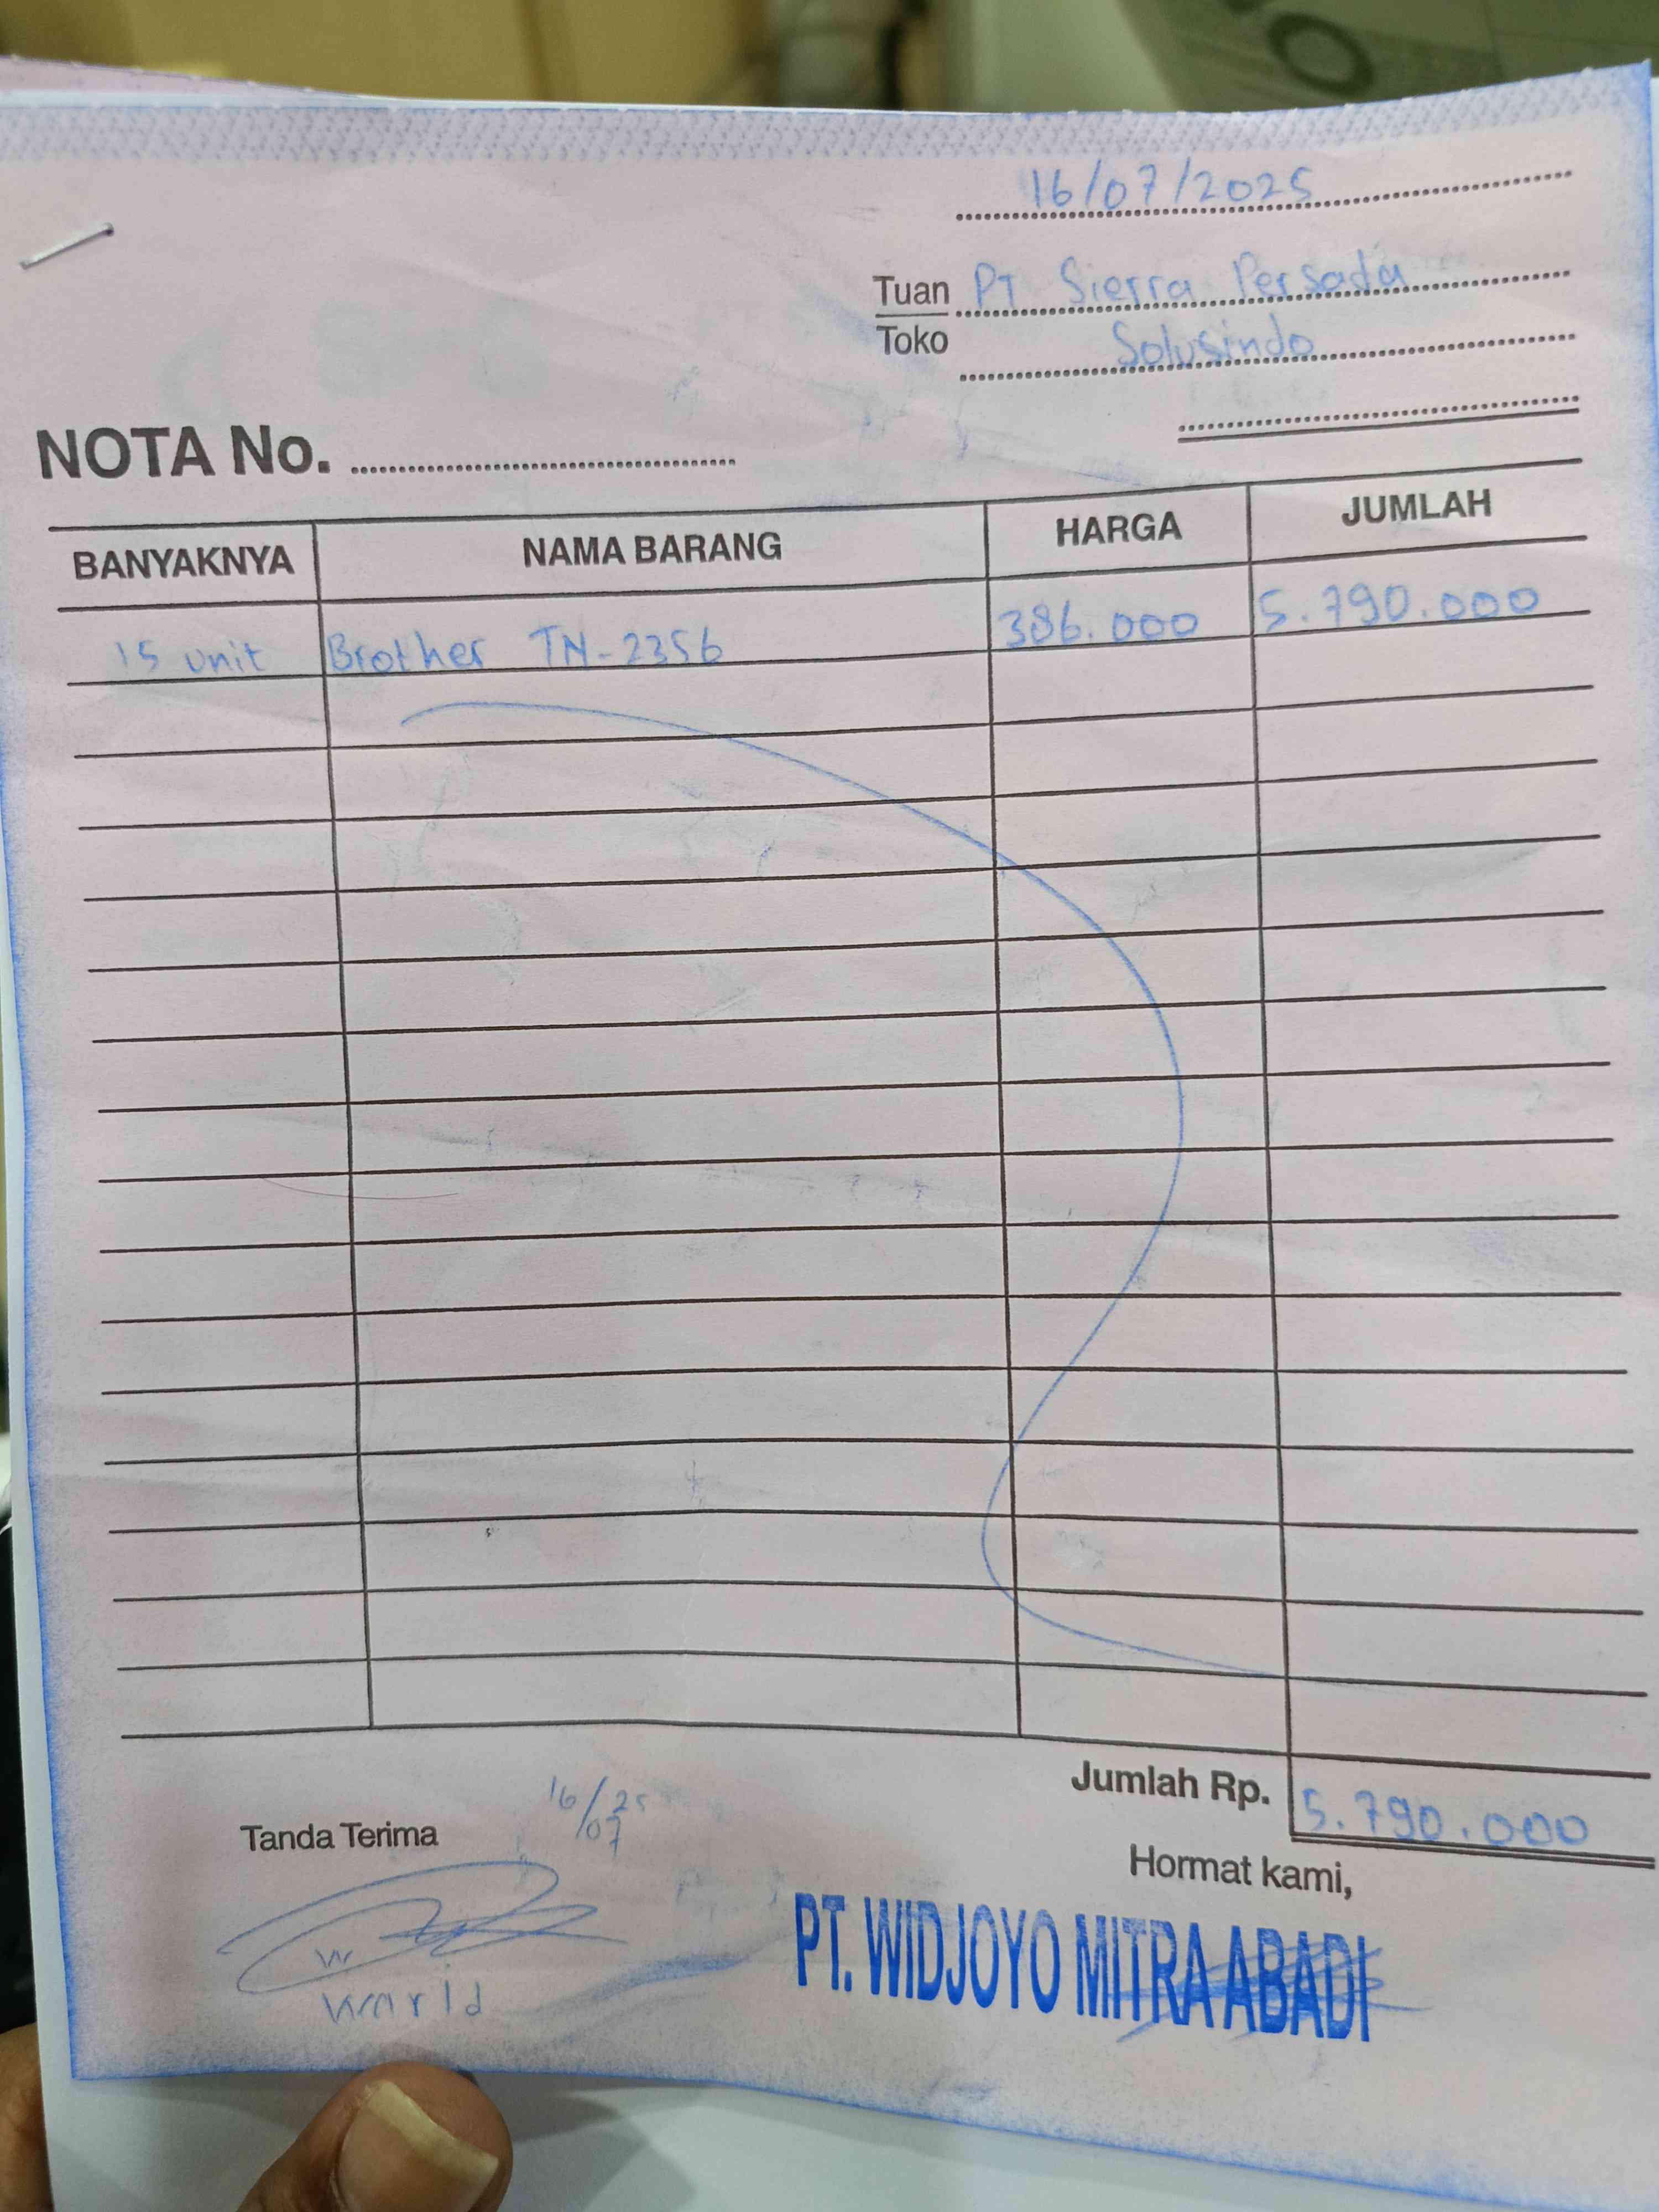 16/07/2025
Tuan PT Sierra Persada
Toko Solusindo
NOTA No.
BANYAKNYA NAMA BARANG HARGA JUMLAH
15 unit Brother TN-2356 386.000 5.790.000
Jumlah Rp. 5.790.000
Tanda Terima 16/07 25
Hormat kami,
PT. WIDJOYO MITRA ABADI
Warid